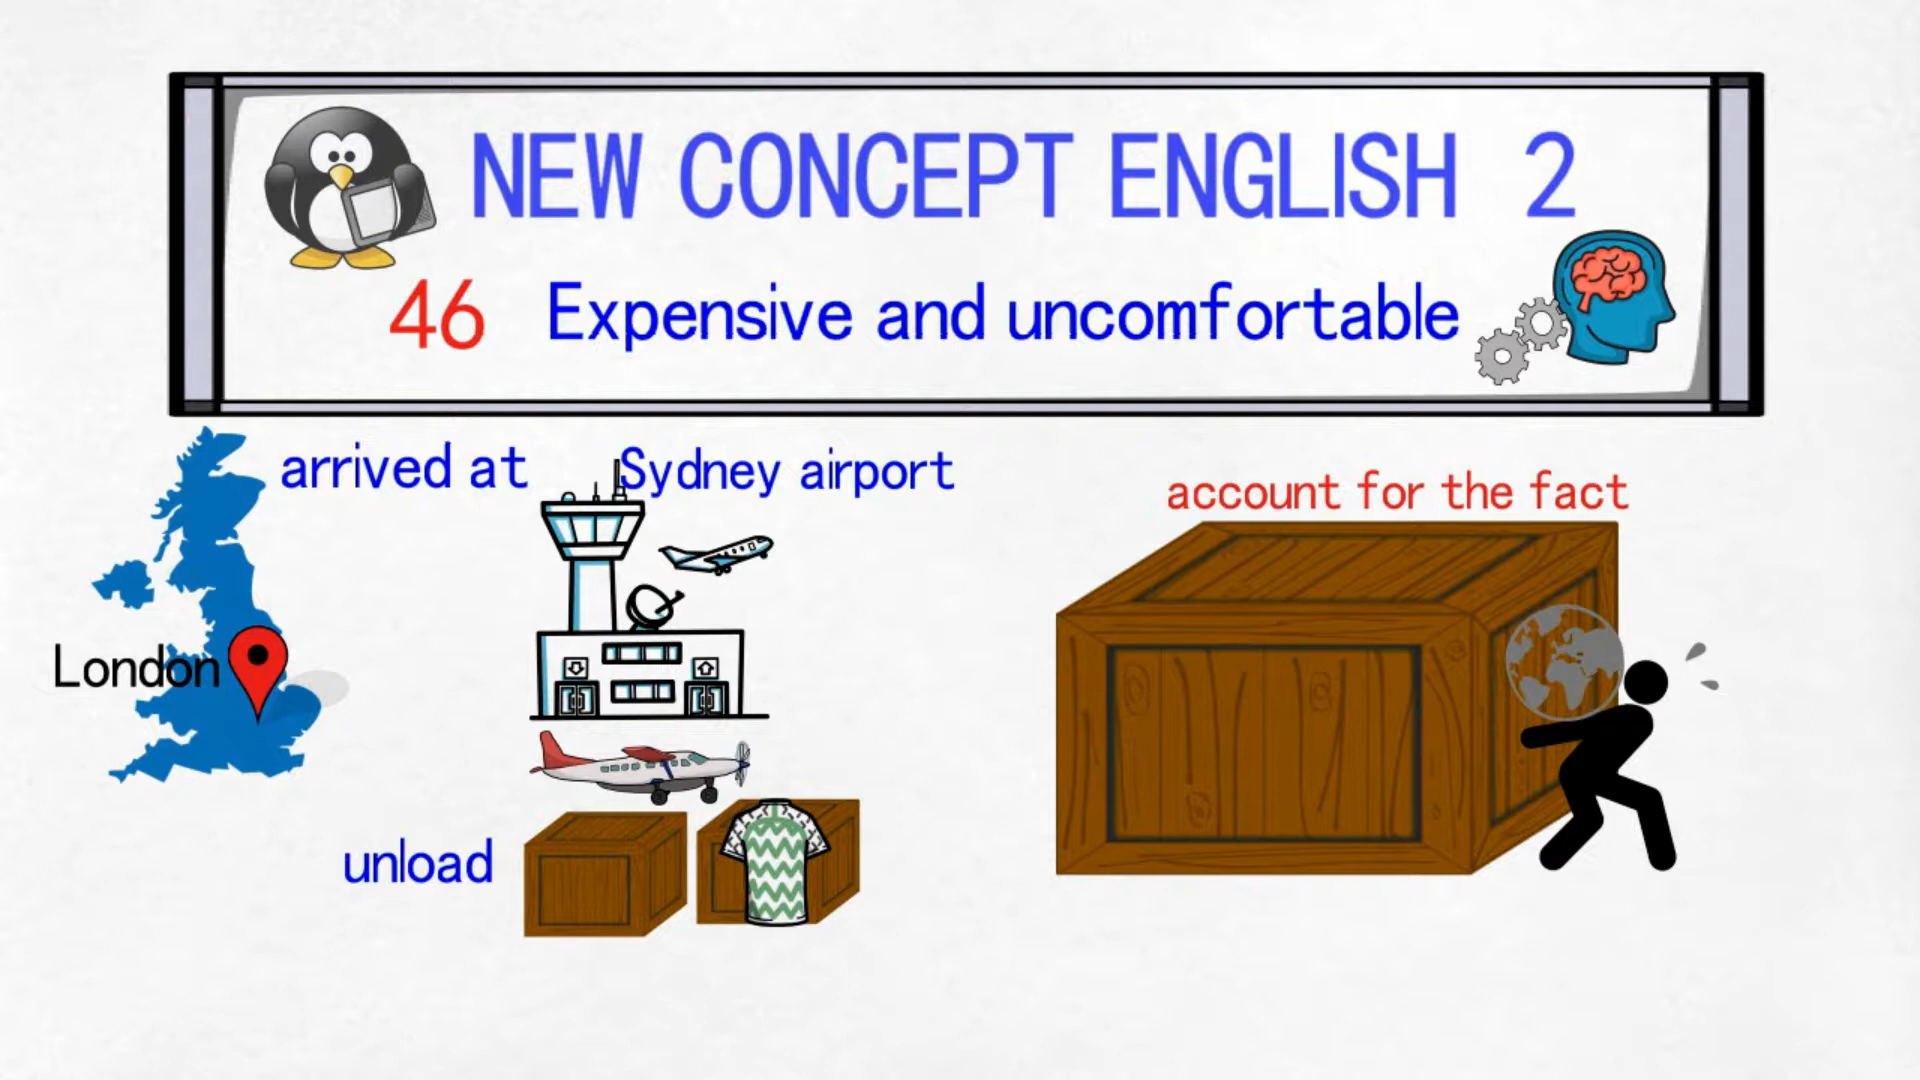 NEW CONCEPT ENGLISH 2
46 Expensive and uncomfortable
arrived at Sydney airport
account for the fact
London
unload